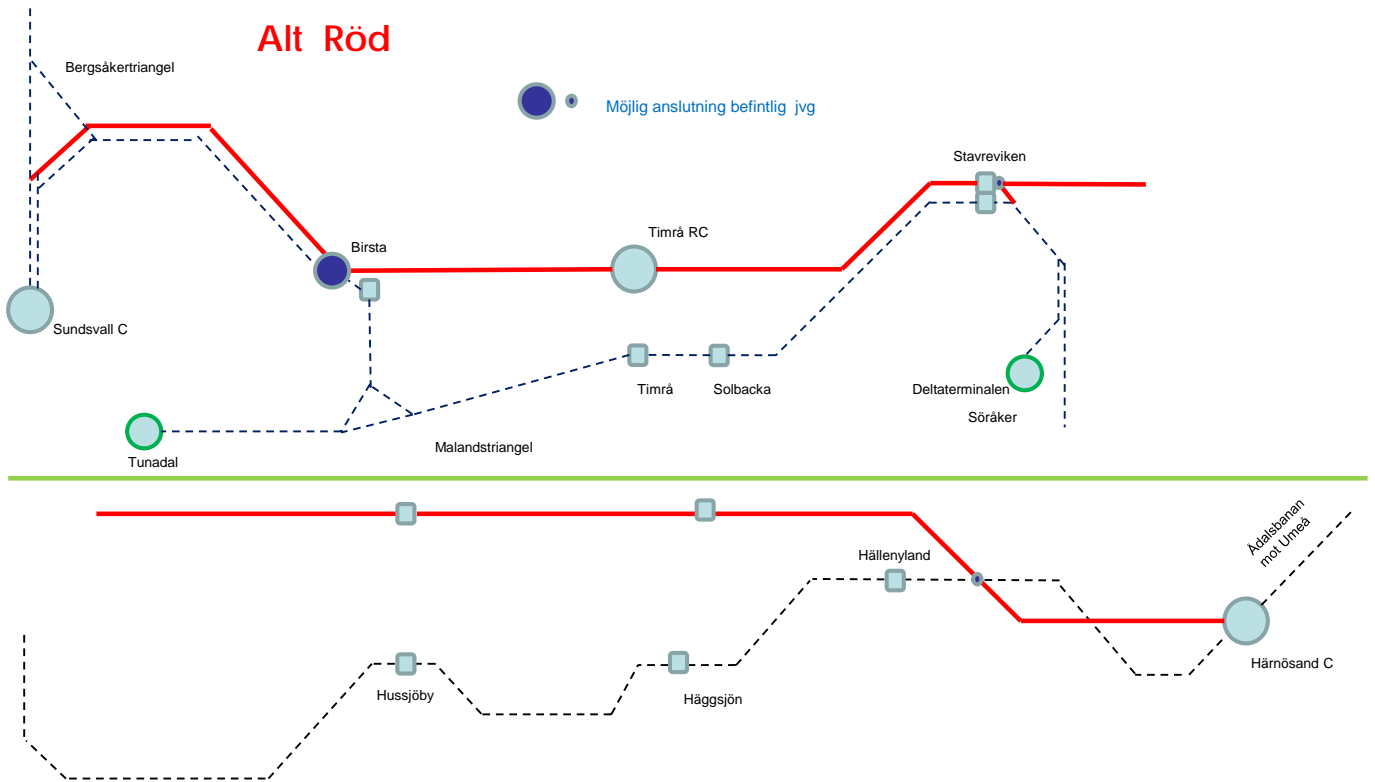 Alt Röd
Bergsåkertriangel
Möjlig anslutning befintlig jvg
Stavreviken
Birsta
Timrå RC
Sundsvall C
Timrå
Solbacka
Deltaterminalen
Söråker
Malandstriangel
Tunadal
Ådalsbanan
mot Umeå
Hällenyland
Härnösand C
Hussjöby
Häggsjön